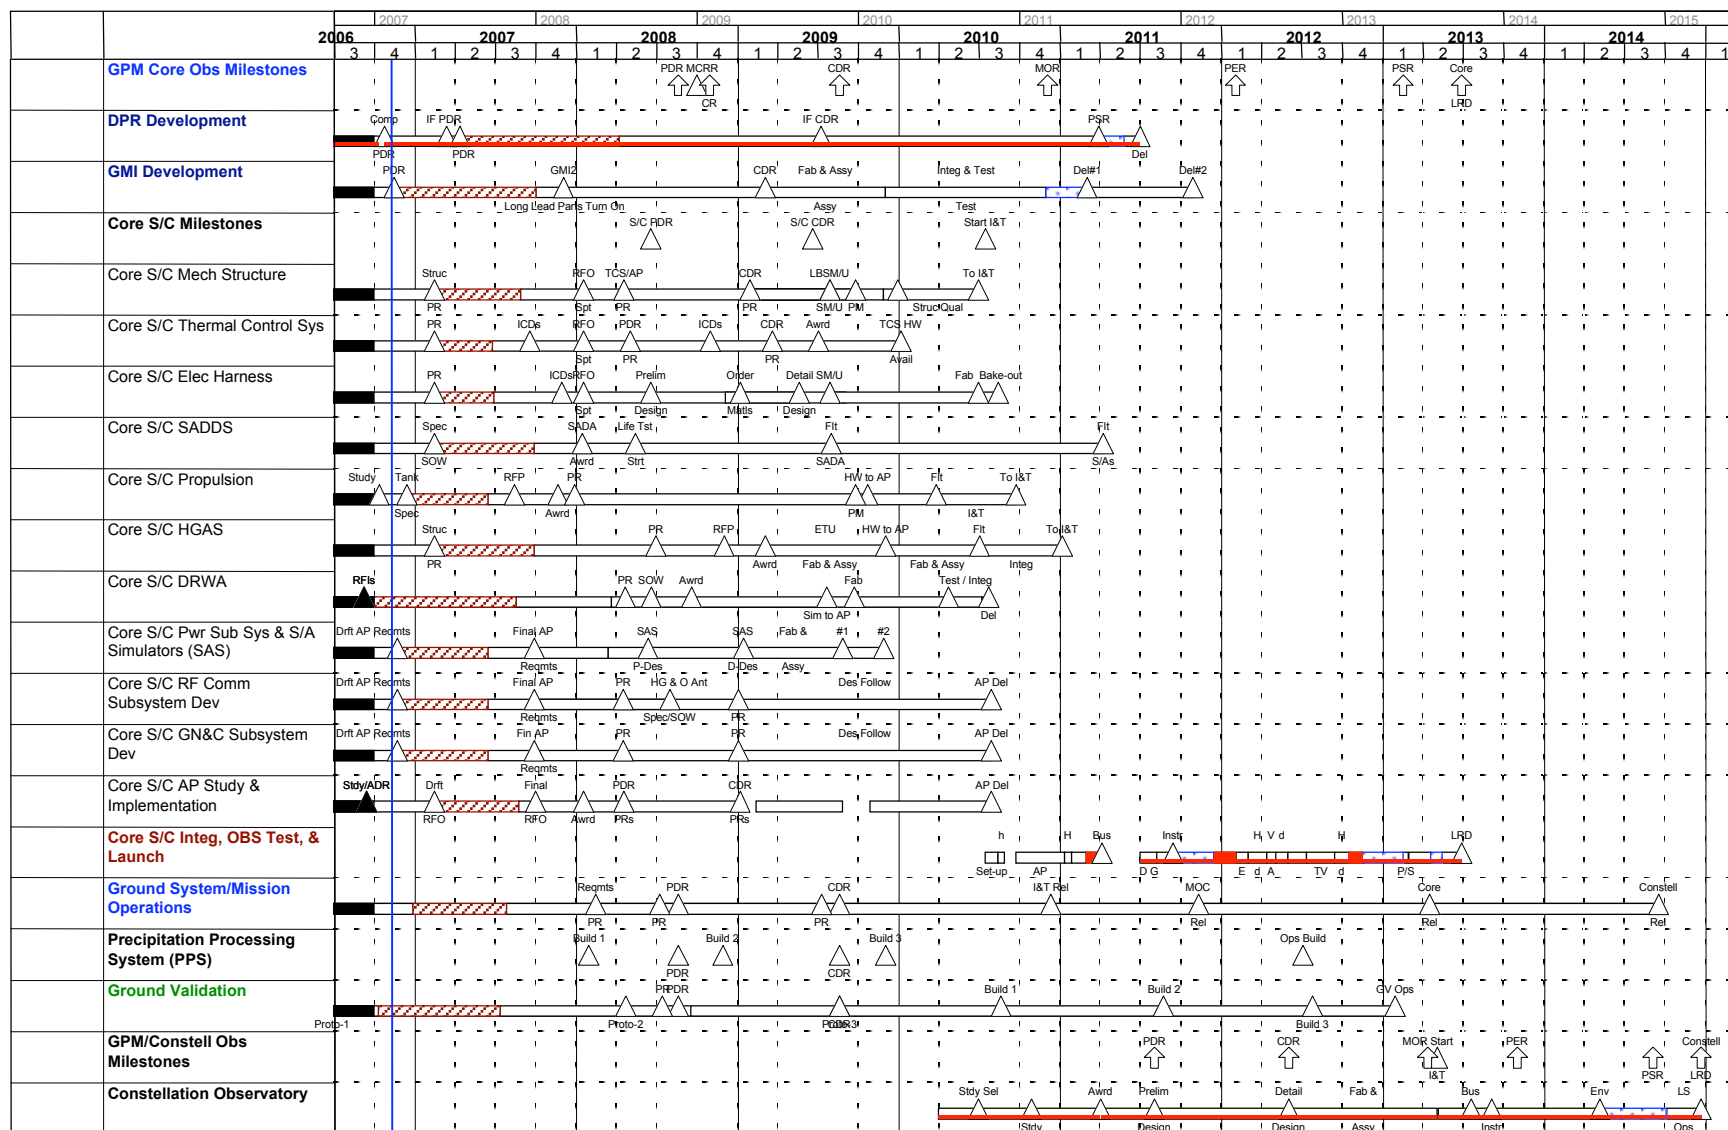 2007 2008 2009 2010 2011 2012 2013 2014 2015
2006 2007 2008 2009 2010 2011 2012 2013 2014
3 4 1 2 3 4 1 2 3 4 1 2 3 4 1 2 3 4 1 2 3 4 1 2 3 4 1 2 3 4 1 2 3 4 1
GPM Core Obs Milestones
PDR MCRR CDR MOR PER PSR Core
CR LRD
DPR Development
Comp IF PDR IF CDR PSR
PDR PDR Del
GMI Development
PDR GMI2 CDR Fab & Assy Integ & Test Del#1 Del#2
Long Lead Parts Turn On Assy Test
Core S/C Milestones
S/C PDR S/C CDR Start I&T
Core S/C Mech Structure
Struc RFO TCS/AP CDR LBSM/U To I&T
PR Spt PR PR SM/U PM Struc Qual
Core S/C Thermal Control Sys
PR ICDs RFO PDR ICDs CDR Awrd TCS HW
Spt PR PR Avail
Core S/C Elec Harness
PR ICDs RFO Prelim Order Detail SM/U Fab Bake-out
Spt Design Matls Design
Core S/C SADDS
Spec SADA Life Tst Flt Flt
SOW Awrd Strt SADA S/As
Core S/C Propulsion
Study Tank RFP PR HW to AP Flt To I&T
Spec Awrd PM I&T
Core S/C HGAS
Struc PR RFP ETU HW to AP Flt To I&T
PR Awrd Fab & Assy Fab & Assy Integ
Core S/C DRWA
RFIs PR SOW Awrd Fab Test / Integ
Sim to AP Del
Core S/C Pwr Sub Sys & S/A
Simulators (SAS)
Drft AP Reqmts Final AP SAS SAS Fab & #1 #2
Reqmts P-Des D-Des Assy
Core S/C RF Comm
Subsystem Dev
Drft AP Reqmts Final AP PR HG & O Ant Des Follow AP Del
Reqmts Spec/SOW PR
Core S/C GN&C Subsystem
Dev
Drft AP Reqmts Fin AP PR PR Des Follow AP Del
Reqmts
Core S/C AP Study &
Implementation
Stdy/ADR Drft Final PDR CDR AP Del
RFO RFO Awrd PRs PRs
Core S/C Integ, OBS Test, &
Launch
h H Bus Instr H V d H LRD
Set-up AP D G E d A TV d P/S
Ground System/Mission
Operations
Reqmts PDR CDR I&T Rel MOC Core Constell
PR PR PR Rel Rel Rel
Precipitation Processing
System (PPS)
Build 1 Build 2 Build 3 Ops Build
PDR CDR
Ground Validation
PR PDR Build 1 Build 2 GV Ops
Proto-1 Proto-2 Build 3
GPM/Constell Obs
Milestones
PDR CDR MOR Start PER Constell
I&T PSR LRD
Constellation Observatory
Stdy Sel Awrd Prelim Detail Fab & Bus Env LS
Stdy Design Design Assy Instr Ops